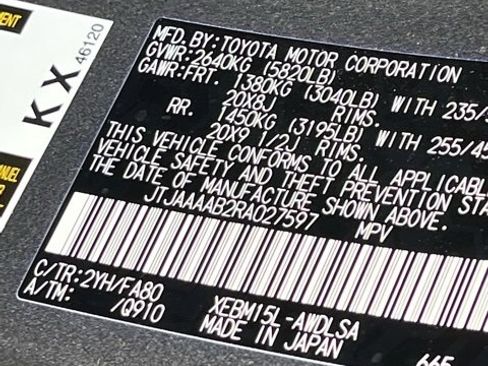 MENT
KX
46120
MANUEL
MFD. BY: TOYOTA MOTOR CORPORATION
GVWR: 2640KG (5820LB)
GAWR: FRT. 1380KG (3040LB) WITH 235/
20X8J RIMS.
RR. 1450KG (3195LB) WITH 255/45
20X9 1/2J RIMS.
THIS VEHICLE CONFORMS TO ALL APPLICABL
VEHICLE SAFETY AND THEFT PREVENTION STA
THE DATE OF MANUFACTURE SHOWN ABOVE.
JTJAAAAB2RA027597 MPV
C/TR: 2YH/FA80
A/TM: /Q910
XEBM15L-AWDLSA
MADE IN JAPAN
665